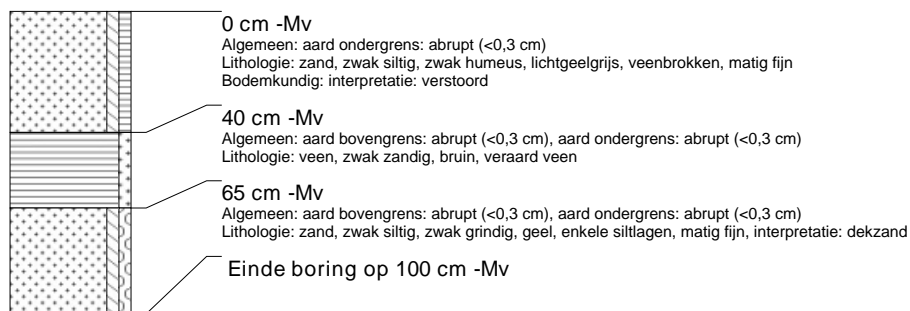 0 cm -Mv
Algemeen: aard ondergrens: abrupt (<0,3 cm)
Lithologie: zand, zwak siltig, zwak humeus, lichtgeelgrijs, veenbrokken, matig fijn
Bodemkundig: interpretatie: verstoord
40 cm -Mv
Algemeen: aard bovengrens: abrupt (<0,3 cm), aard ondergrens: abrupt (<0,3 cm)
Lithologie: veen, zwak zandig, bruin, veraard veen
65 cm -Mv
Algemeen: aard bovengrens: abrupt (<0,3 cm), aard ondergrens: abrupt (<0,3 cm)
Lithologie: zand, zwak siltig, zwak grindig, geel, enkele siltlagen, matig fijn, interpretatie: dekzand
Einde boring op 100 cm -Mv